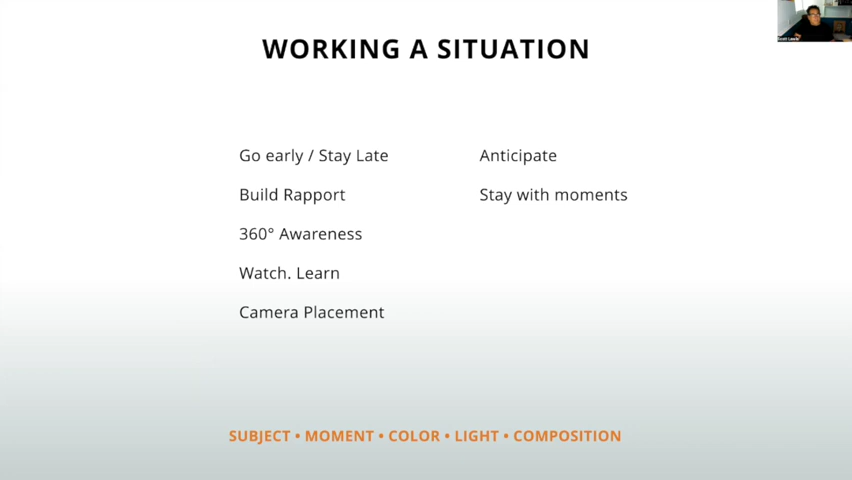 WORKING A SITUATION
Go early / Stay Late
Build Rapport
360° Awareness
Watch. Learn
Camera Placement
Anticipate
Stay with moments
SUBJECT • MOMENT • COLOR • LIGHT • COMPOSITION